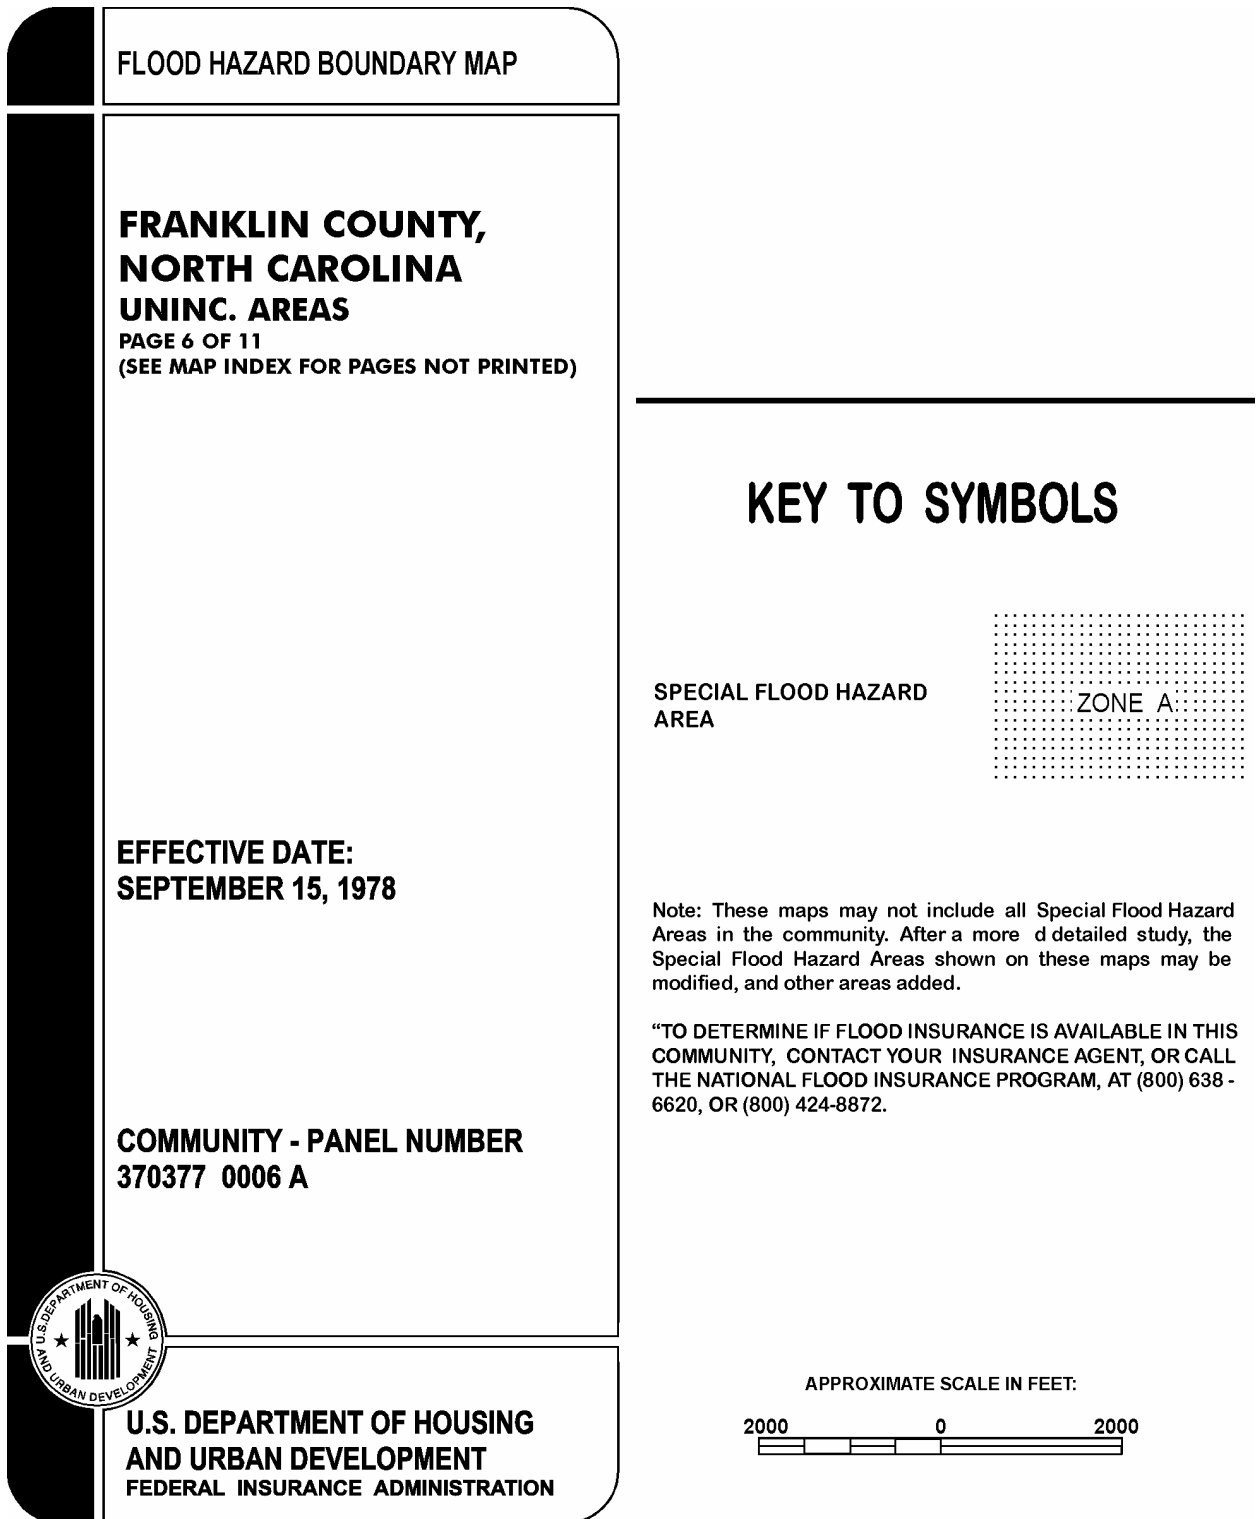 FLOOD HAZARD BOUNDARY MAP
FRANKLIN COUNTY,
NORTH CAROLINA
UNINC. AREAS
PAGE 6 OF 11
(SEE MAP INDEX FOR PAGES NOT PRINTED)
EFFECTIVE DATE:
SEPTEMBER 15, 1978
COMMUNITY - PANEL NUMBER
370377 0006 A
U.S. DEPARTMENT OF HOUSING
AND URBAN DEVELOPMENT
U.S. DEPARTMENT OF HOUSING
AND URBAN DEVELOPMENT
FEDERAL INSURANCE ADMINISTRATION
KEY TO SYMBOLS
SPECIAL FLOOD HAZARD
AREA
ZONE A
Note: These maps may not include all Special Flood Hazard
Areas in the community. After a more d detailed study, the
Special Flood Hazard Areas shown on these maps may be
modified, and other areas added.
“TO DETERMINE IF FLOOD INSURANCE IS AVAILABLE IN THIS
COMMUNITY, CONTACT YOUR INSURANCE AGENT, OR CALL
THE NATIONAL FLOOD INSURANCE PROGRAM, AT (800) 638 -
6620, OR (800) 424-8872.
APPROXIMATE SCALE IN FEET:
2000 0 2000